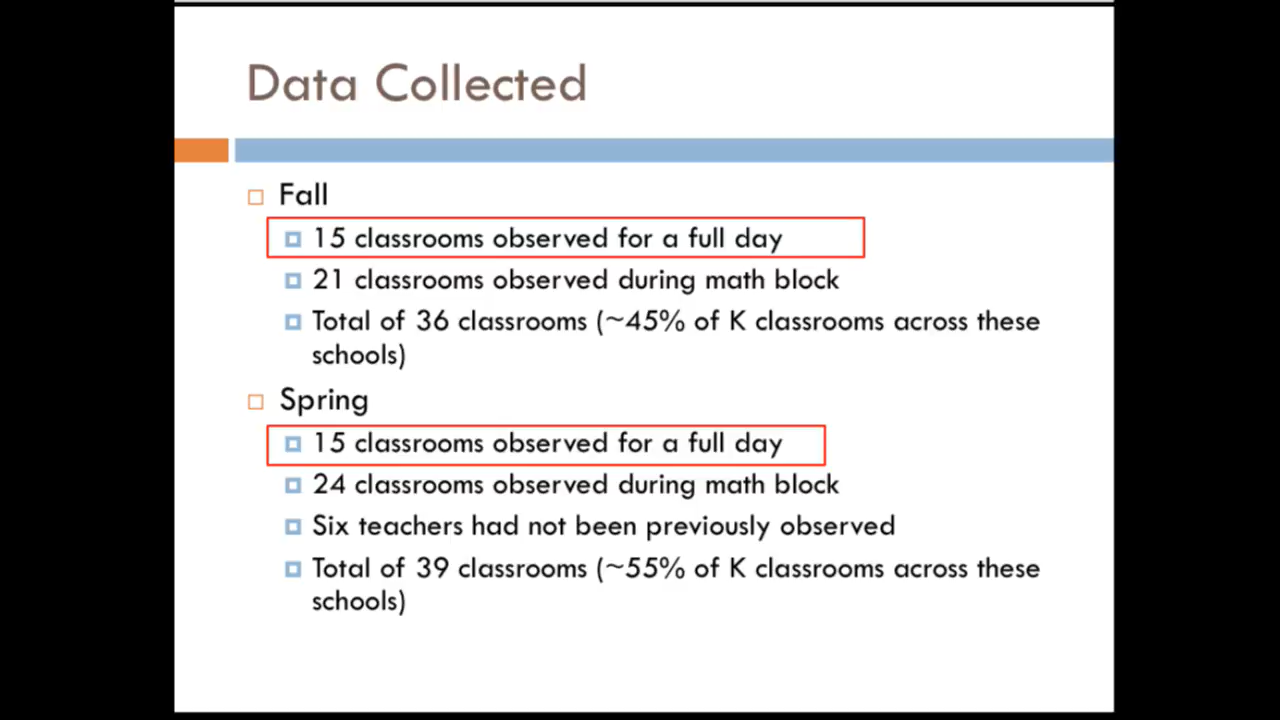 Data Collected
Fall
15 classrooms observed for a full day
21 classrooms observed during math block
Total of 36 classrooms (~45% of K classrooms across these
schools)
Spring
15 classrooms observed for a full day
24 classrooms observed during math block
Six teachers had not been previously observed
Total of 39 classrooms (~55% of K classrooms across these
schools)